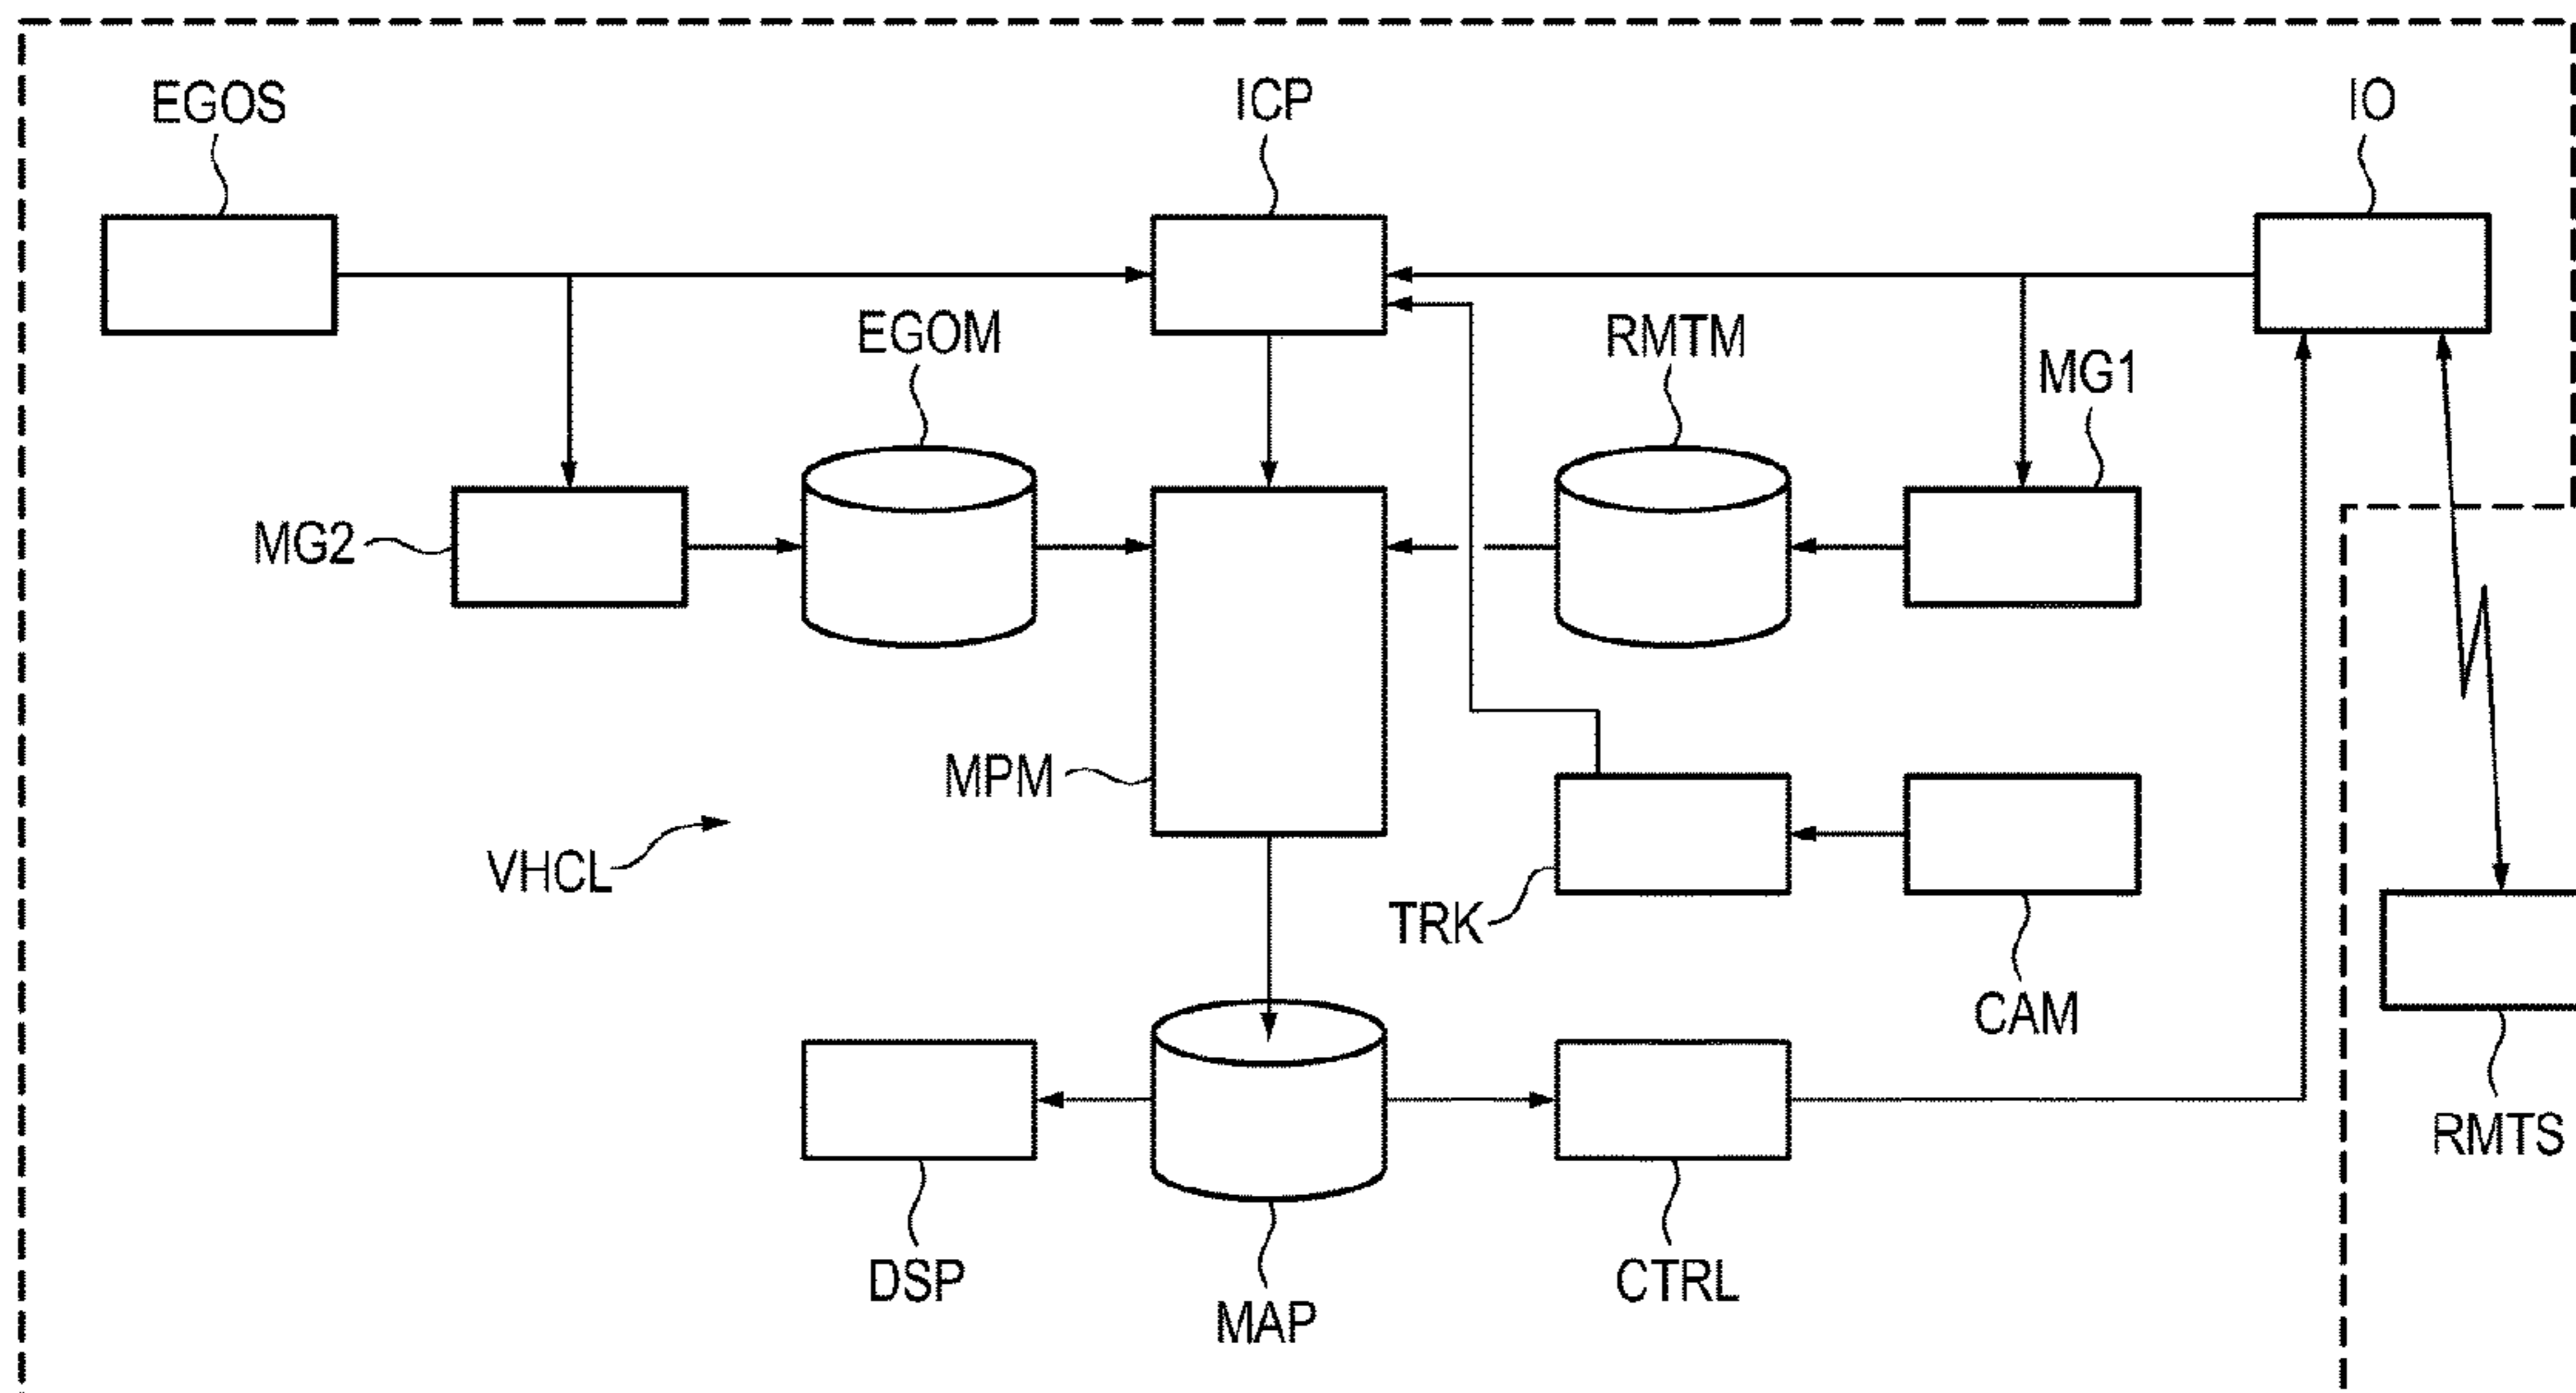 EGOS
ICP
IO
EGOM
RMTM
MG1
MG2
MPM
VHCL
TRK
CAM
RMTS
DSP
CTRL
MAP